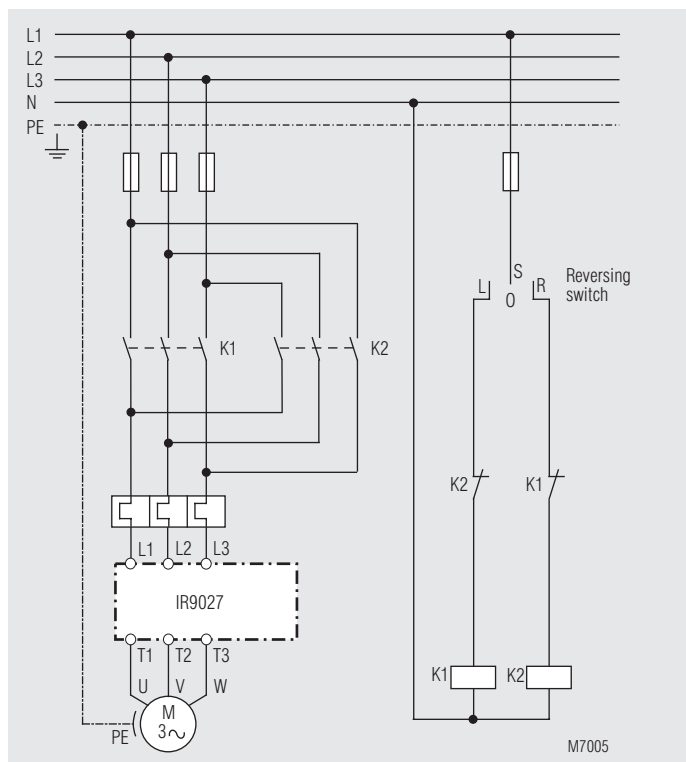 L1
L2
L3
N
PE
S
L
R
O
Reversing
switch
K1
K2
K2
K1
L1
L2
L3
IR9027
K1
K2
T1
T2
T3
U
V
W
M
3~
PE
M7005